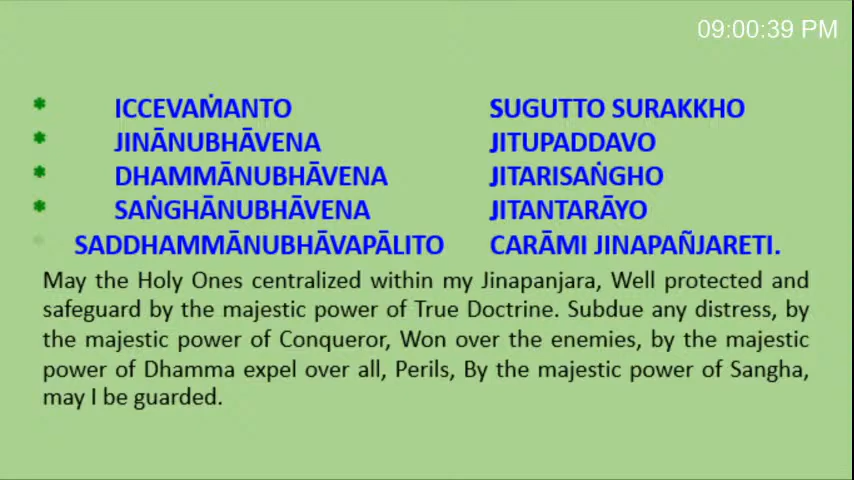 09:00:39 PM
* ICCEVAṀANTO SUGUTTO SURAKKHO
* JINĀNUBHĀVENA JITUPADDAVO
* DHAMMĀNUBHĀVENA JITARISAṄGHO
* SAṄGHĀNUBHĀVENA JITANTARĀYO
SADDHAMMĀNUBHĀVAPĀLITO CARĀMI JINAPAÑJARETI.
May the Holy Ones centralized within my Jinapanjara, Well protected and
safeguard by the majestic power of True Doctrine. Subdue any distress, by
the majestic power of Conqueror, Won over the enemies, by the majestic
power of Dhamma expel over all, Perils, By the majestic power of Sangha,
may I be guarded.